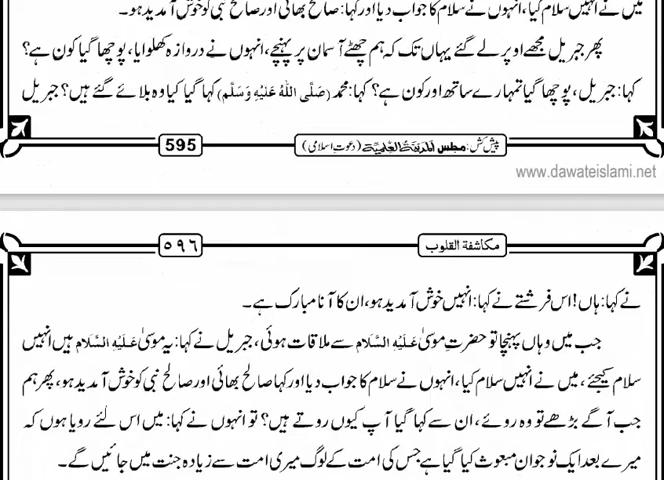 میں نے انہیں سلام کیا، انہوں نے سلام کا جواب دیا اور کہا: صالح بھائی اور صالح نبی کو خوش آمدید ہو۔
پھر جبریل مجھے اوپر لے گئے یہاں تک کہ ہم چھٹے آسمان پر پہنچے، انہوں نے دروازہ کھلوایا، پوچھا گیا کون ہے؟
کہا: جبریل، پوچھا گیا تمہارے ساتھ اور کون ہے؟ کہا: محمد (صَلَّی اللهُ عَلَیْهِ وَسَلَّم) کہا گیا کیا وہ بلائے گئے ہیں؟ جبریل
پیش کش: مجلس المدینة العلمیة (دعوتِ اسلامی)
595
www.dawateislami.net
مکاشفة القلوب
٥٩٦
نے کہا: ہاں! اس فرشتے نے کہا: انہیں خوش آمدید ہو، ان کا آنا مبارک ہے۔
جب میں وہاں پہنچا تو حضرت موسیٰ عَلَیْهِ السَّلَام سے ملاقات ہوئی، جبریل نے کہا: یہ موسیٰ عَلَیْهِ السَّلَام ہیں انہیں
سلام کیجئے، میں نے انہیں سلام کیا، انہوں نے سلام کا جواب دیا اور کہا صالح بھائی اور صالح نبی کو خوش آمدید ہو، پھر ہم
جب آگے بڑھے تو وہ روئے، ان سے کہا گیا آپ کیوں روتے ہیں؟ تو انہوں نے کہا: میں اس لئے رویا ہوں کہ
میرے بعد ایک نوجوان مبعوث کیا گیا ہے جس کی امت کے لوگ میری امت سے زیادہ جنت میں جائیں گے۔